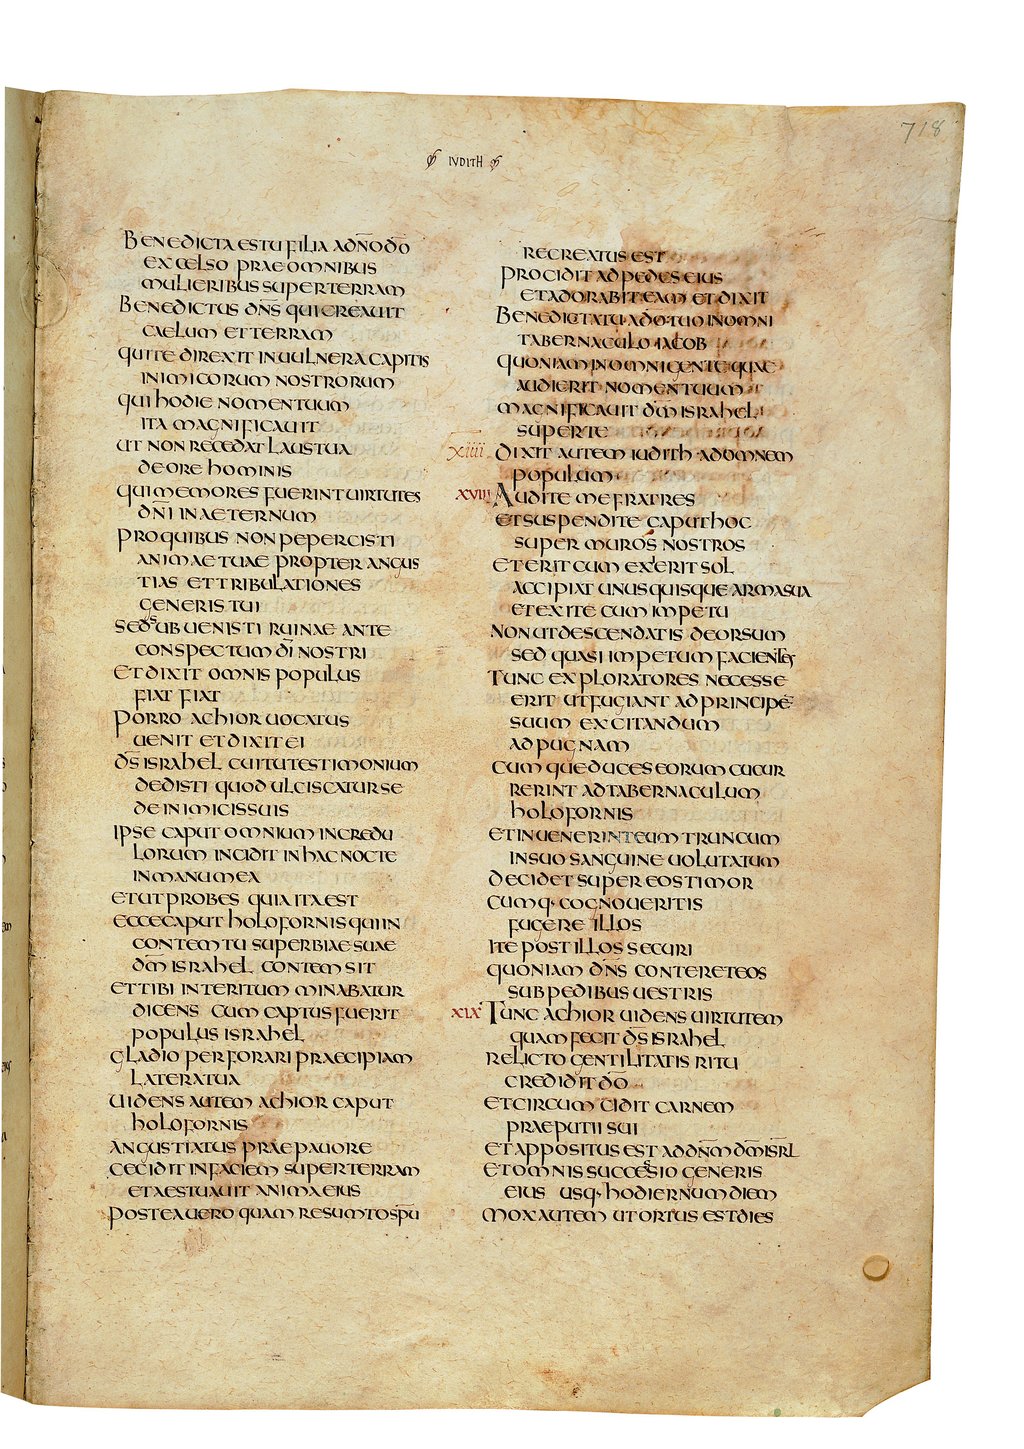 718
IUDITH
BENEDICTA ES TU FILIA A DN̅O DO̅
EXCELSO PRAE OMNIBUS
MULIERIBUS SUPER TERRAM
BENEDICTUS DN̅S QUI CREAUIT
CAELUM ET TERRAM
QUI TE DIREXIT IN UULNERA CAPITIS
INIMICORUM NOSTRORUM
QUI HODIE NOMEN TUUM
ITA MAGNIFICAUIT
UT NON RECEDAT LAUS TUA
DE ORE HOMINIS
QUI MEMORES FUERINT UIRTUTES
DN̅I IN AETERNUM
PRO QUIBUS NON PEPERCISTI
ANIMAE TUAE PROPTER ANGUS
TIAS ET TRIBULATIONES
GENERIS TUI
SED SUBUENISTI RUINAE ANTE
CONSPECTUM DI̅ NOSTRI
ET DIXIT OMNIS POPULUS
FIAT FIAT
PORRO ACHIOR UOCATUS
UENIT ET DIXIT EI
DS̅ ISRAHEL CUI TU TESTIMONIUM
DEDISTI QUOD ULCISCATUR SE
DE INIMICIS SUIS
IPSE CAPUT OMNIUM INCREDU
LORUM INCIDIT IN HAC NOCTE
IN MANU MEA
ET UT PROBES QUIA ITA EST
ECCE CAPUT HOLOFORNIS QUI IN
CONTEMTU SUPERBIAE SUAE
DM̅ ISRAHEL CONTEMSIT
ET TIBI INTERITUM MINABATUR
DICENS CUM CAPTUS FUERIT
POPULUS ISRAHEL
GLADIO PERFORARI PRAECIPIAM
LATERA TUA
UIDENS AUTEM ACHIOR CAPUT
HOLOFORNIS
ANGUSTIATUS PRAE PAUORE
CECIDIT IN FACIEM SUPER TERRAM
ET AESTUAUIT ANIMA EIUS
POSTEA UERO QUAM RESUMTO SPU̅
RECREATUS EST
PROCIDIT AD PEDES EIUS
ET ADORABIT EAM ET DIXIT
BENEDICTA TU A DO̅ TUO IN OMNI
TABERNACULO IACOB
QUONIAM IN OMNI GENTE QUAE
AUDIERIT NOMEN TUUM
MAGNIFICAUIT DM̅ ISRAHEL
SUPER TE
XIIII DIXIT AUTEM IUDITH AD OMNEM
POPULUM
XVIII AUDITE ME FRATRES
ET SUSPENDITE CAPUT HOC
SUPER MUROS NOSTROS
ET ERIT CUM EXIERIT SOL
ACCIPIAT UNUSQUISQUE ARMA SUA
ET EXITE CUM IMPETU
NON UT DESCENDATIS DEORSUM
SED QUASI IMPETUM FACIENTES
TUNC EXPLORATORES NECESSE
ERIT UT FUGIANT AD PRINCIPE̅
SUUM EXCITANDUM
AD PUGNAM
CUMQUE DUCES EORUM CUCUR
RERINT AD TABERNACULUM
HOLOFORNIS
ET INUENERINT EUM TRUNCUM
IN SUO SANGUINE UOLUTATUM
DECIDET SUPER EOS TIMOR
CUMQ· COGNOUERITIS
FUGERE ILLOS
ITE POST ILLOS SECURI
QUONIAM DN̅S CONTERET EOS
SUB PEDIBUS UESTRIS
XIX TUNC ACHIOR UIDENS UIRTUTEM
QUAM FECIT DS̅ ISRAHEL
RELICTO GENTILITATIS RITU
CREDIDIT DO̅
ET CIRCUMCIDIT CARNEM
PRAEPUTII SUI
ET APPOSITUS EST AD DN̅M DM̅ ISRL
ET OMNIS SUCCESSIO GENERIS
EIUS USQ· HODIERNUM DIEM
MOX AUTEM UT ORTUS EST DIES